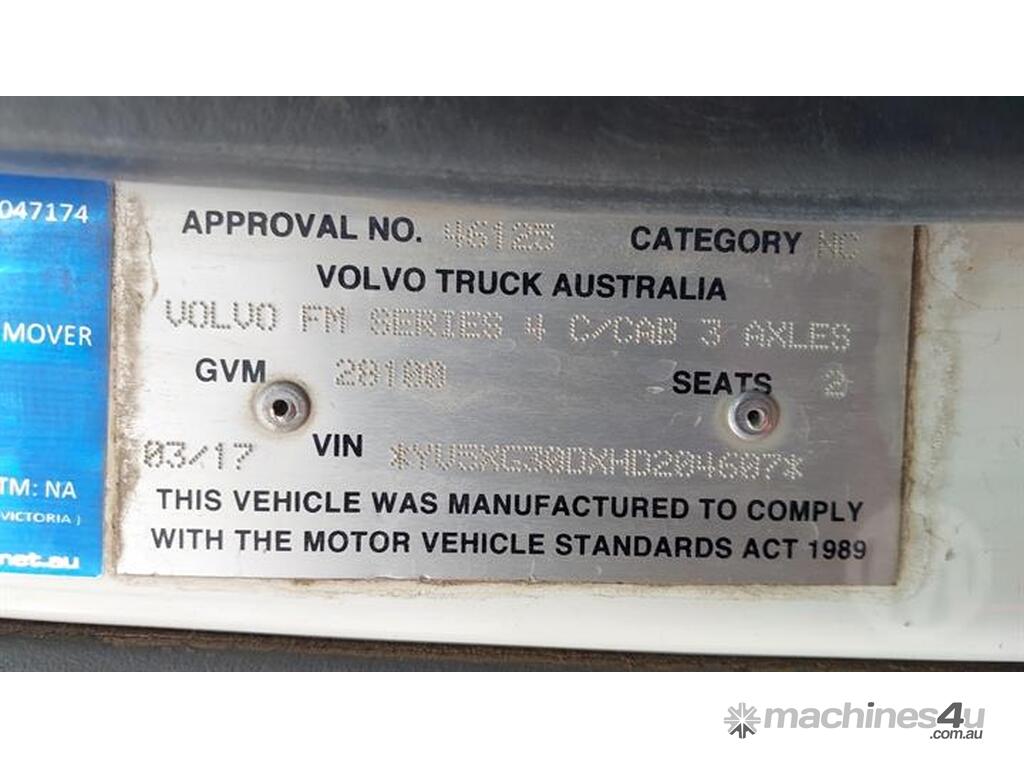 047174
MOVER
TM: NA
VICTORIA )
net.au
APPROVAL NO. 46125 CATEGORY NC
VOLVO TRUCK AUSTRALIA
VOLVO FM SERIES 4 C/CAB 3 AXLES
GVM 28100 SEATS 2
03/17 VIN *YU5XG30DXHD204607*
THIS VEHICLE WAS MANUFACTURED TO COMPLY
WITH THE MOTOR VEHICLE STANDARDS ACT 1989
machines4u
.com.au